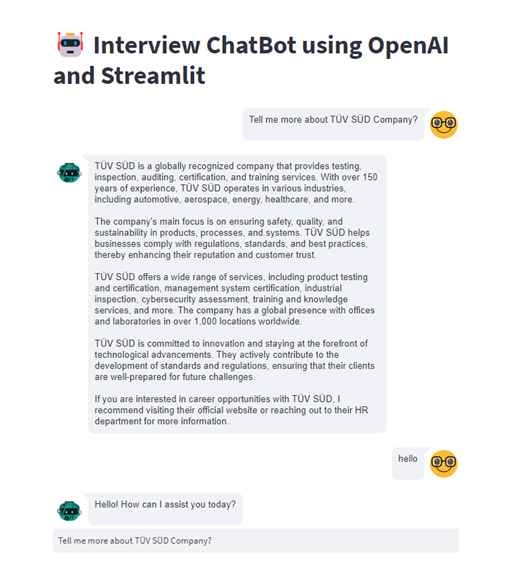 Interview ChatBot using OpenAI
and Streamlit
Tell me more about TÜV SÜD Company?
TÜV SÜD is a globally recognized company that provides testing,
inspection, auditing, certification, and training services. With over 150
years of experience, TÜV SÜD operates in various industries,
including automotive, aerospace, energy, healthcare, and more.
The company's main focus is on ensuring safety, quality, and
sustainability in products, processes, and systems. TÜV SÜD helps
businesses comply with regulations, standards, and best practices,
thereby enhancing their reputation and customer trust.
TÜV SÜD offers a wide range of services, including product testing
and certification, management system certification, industrial
inspection, cybersecurity assessment, training and knowledge
services, and more. The company has a global presence with offices
and laboratories in over 1,000 locations worldwide.
TÜV SÜD is committed to innovation and staying at the forefront of
technological advancements. They actively contribute to the
development of standards and regulations, ensuring that their clients
are well-prepared for future challenges.
If you are interested in career opportunities with TÜV SÜD, I
recommend visiting their official website or reaching out to their HR
department for more information.
hello
Hello! How can I assist you today?
Tell me more about TÜV SÜD Company?